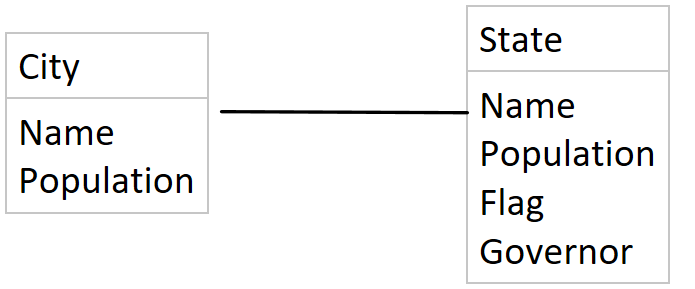 City
Name
Population
State
Name
Population
Flag
Governor